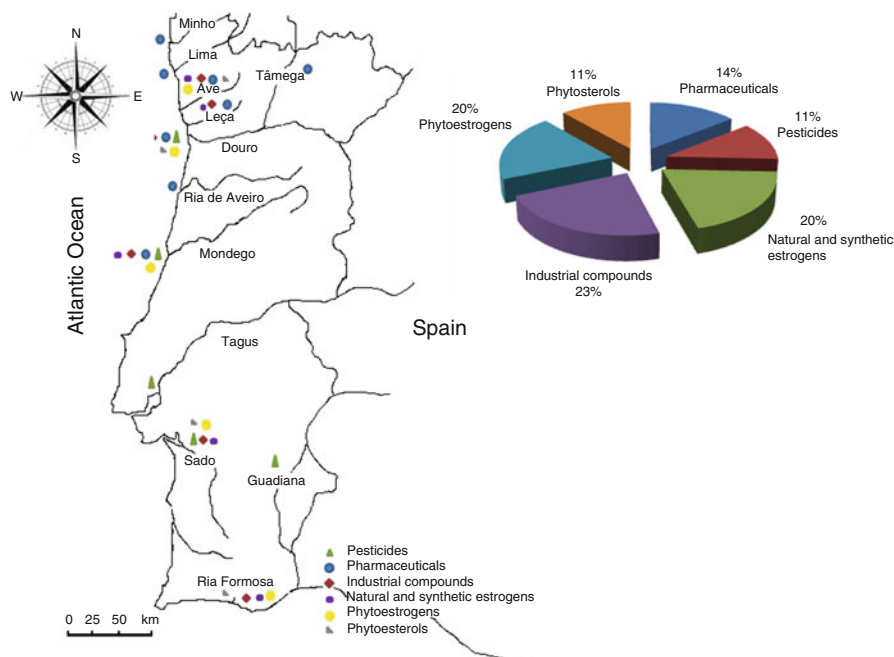 N
W
E
S
Atlantic Ocean
Minho
Lima
Ave
Tâmega
Leça
Douro
Ria de Aveiro
Mondego
Tagus
Spain
Sado
Guadiana
Ria Formosa
0 25 50 km
Pesticides
Pharmaceuticals
Industrial compounds
Natural and synthetic estrogens
Phytoestrogens
Phytoesterols
11%
Phytosterols
14%
Pharmaceuticals
11%
Pesticides
20%
Natural and synthetic
estrogens
Industrial compounds
23%
20%
Phytoestrogens